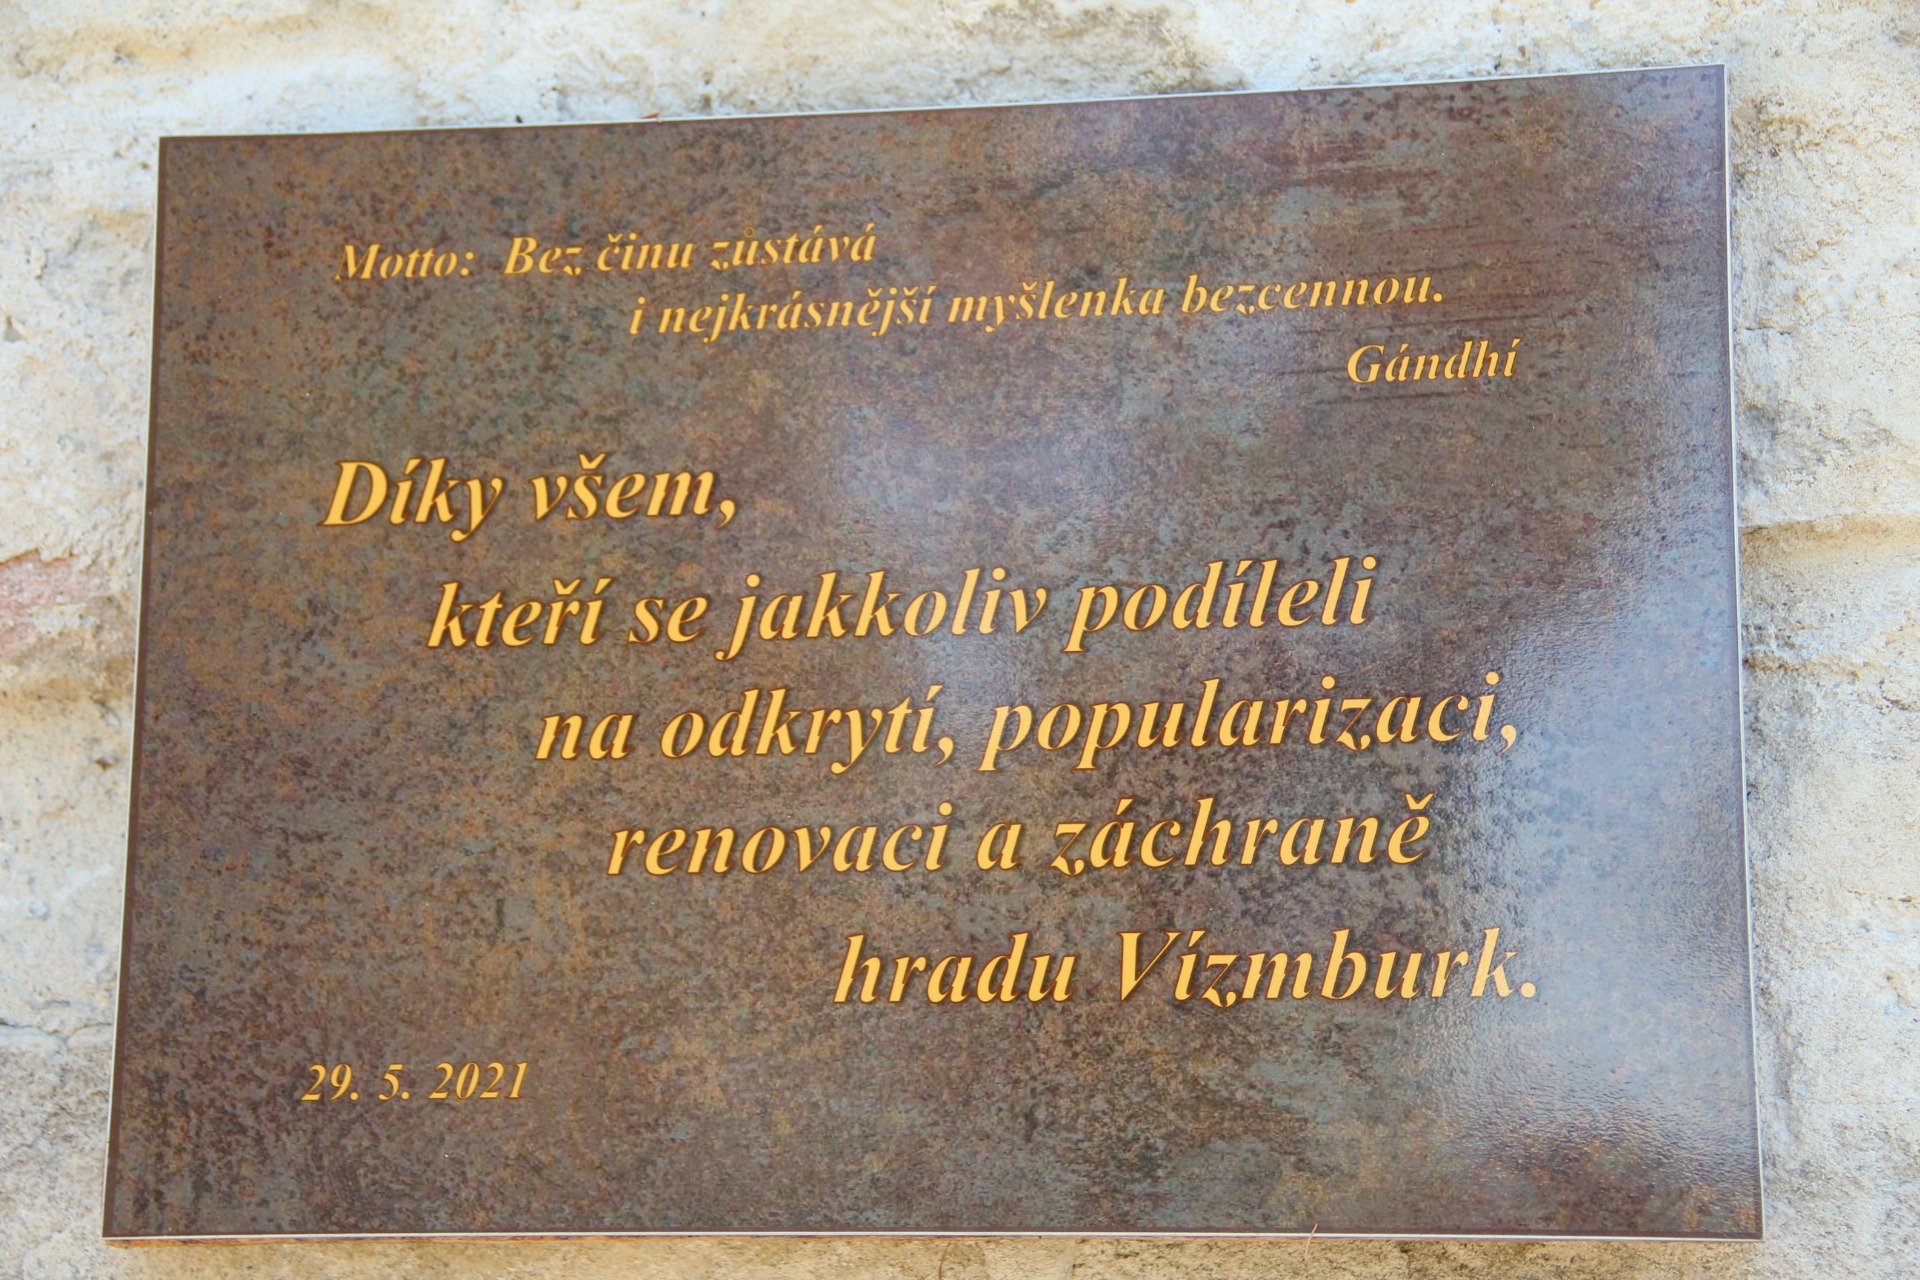 Motto: Bez činu zůstává
i nejkrásnější myšlenka bezcennou.
Gándhí
Díky všem,
kteří se jakkoliv podíleli
na odkrytí, popularizaci,
renovaci a záchraně
hradu Vízmburk.
29. 5. 2021